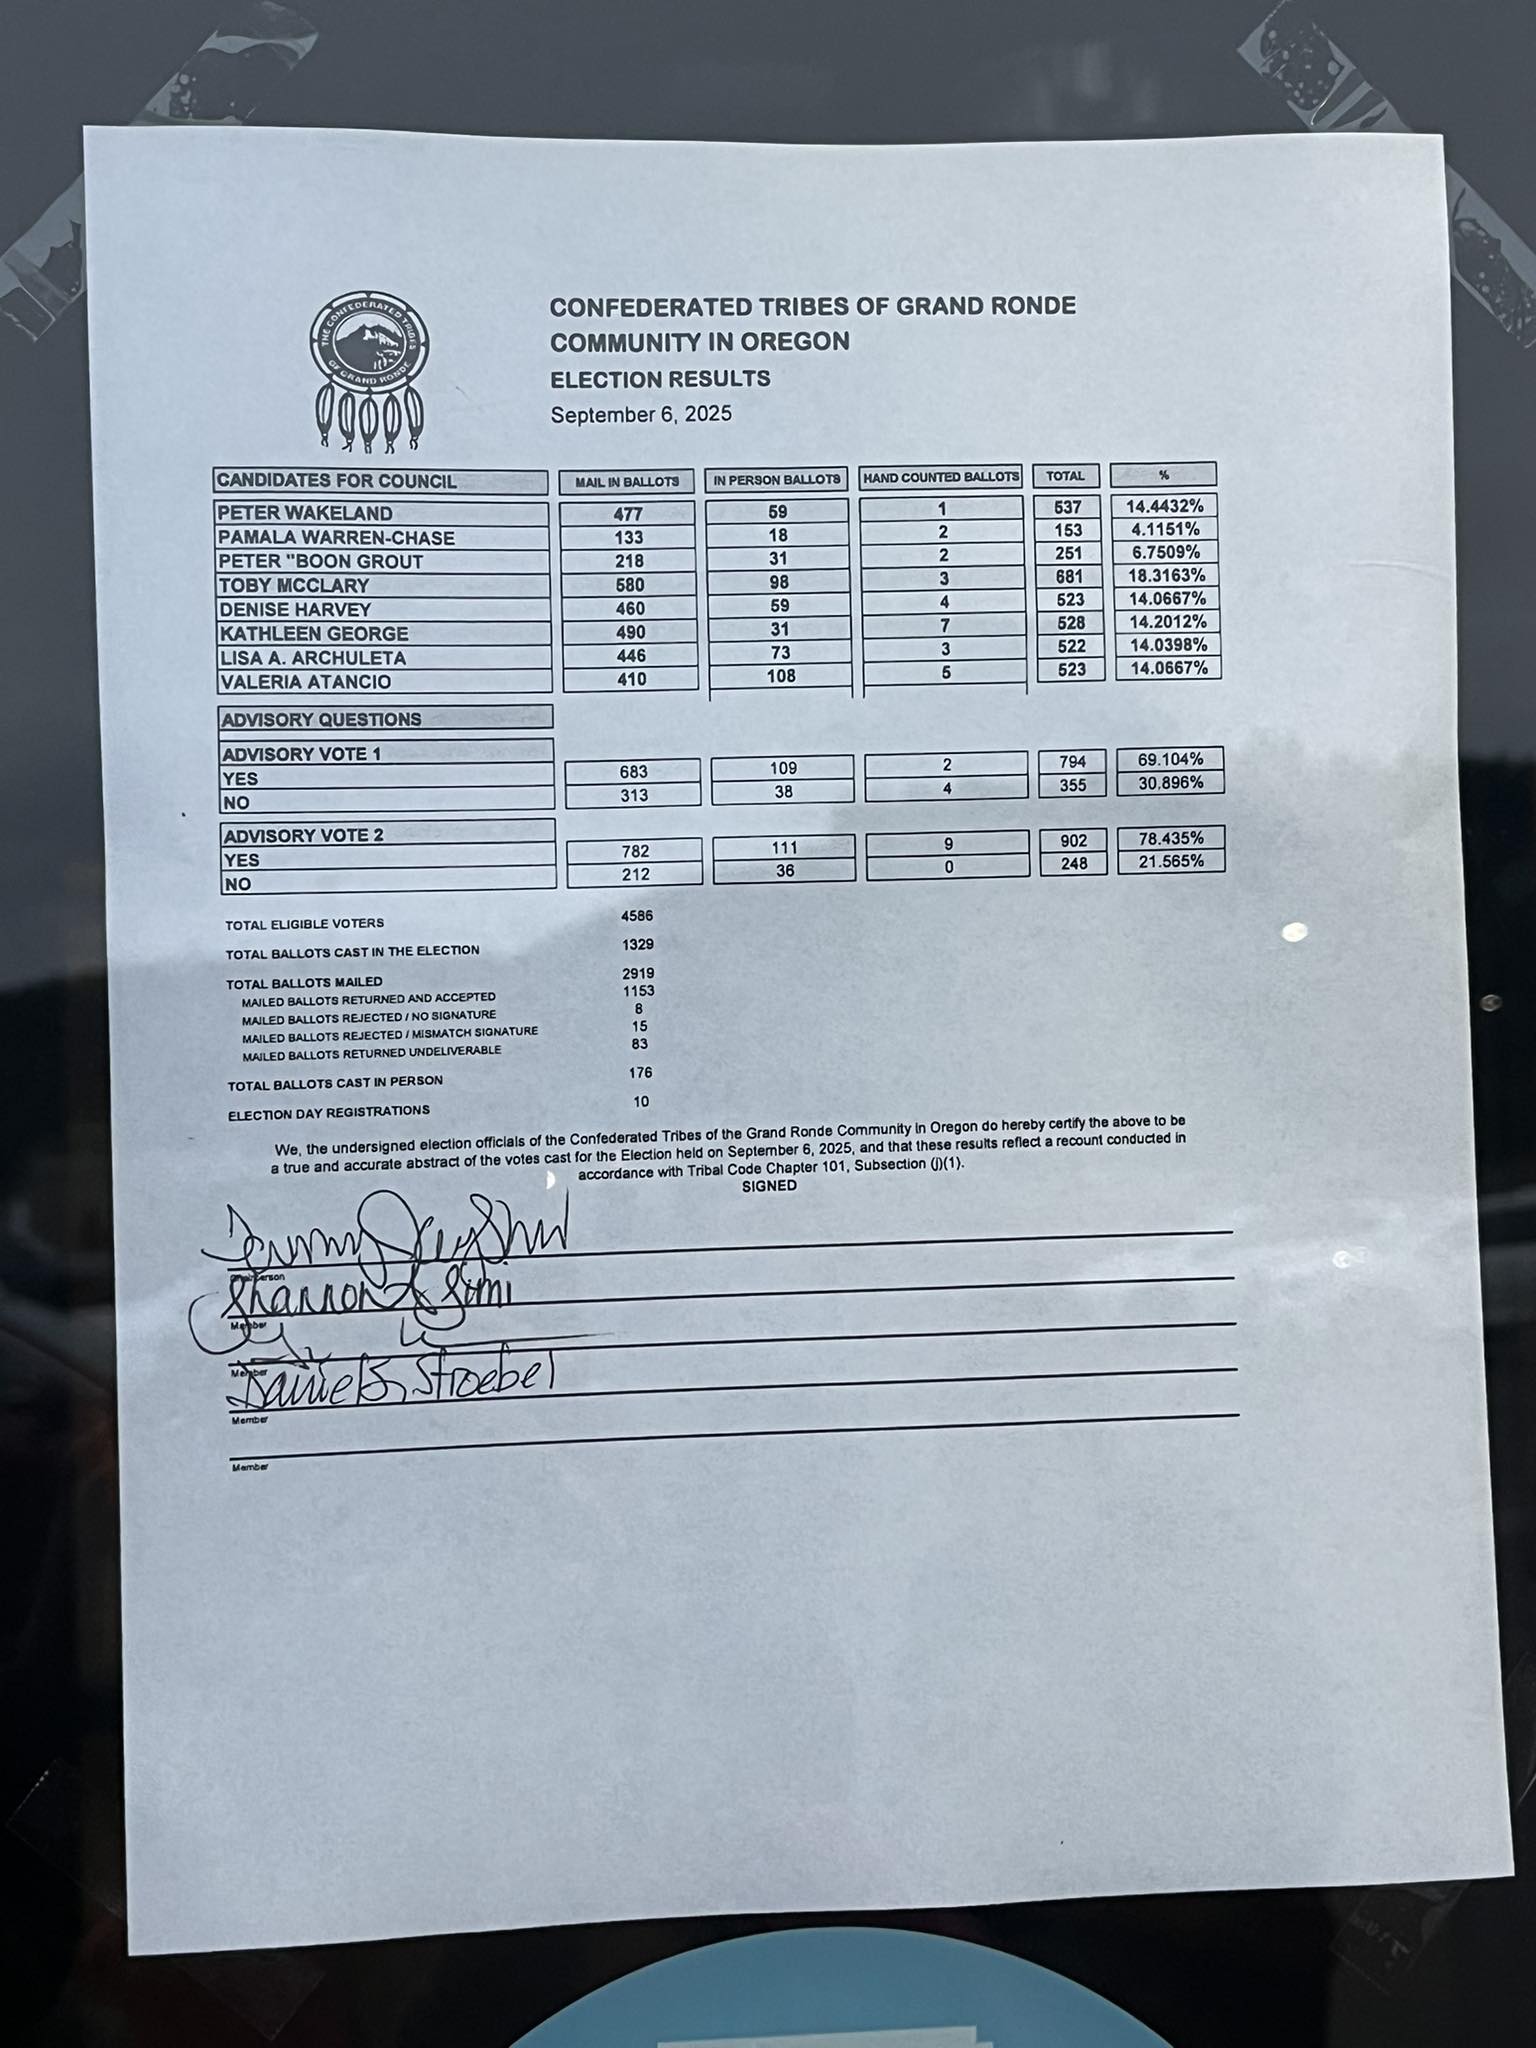 THE CONFEDERATED TRIBES
OF GRAND RONDE
CONFEDERATED TRIBES OF GRAND RONDE
COMMUNITY IN OREGON
ELECTION RESULTS
September 6, 2025
CANDIDATES FOR COUNCIL MAIL IN BALLOTS IN PERSON BALLOTS HAND COUNTED BALLOTS TOTAL %
PETER WAKELAND 477 59 1 537 14.4432%
PAMALA WARREN-CHASE 133 18 2 153 4.1151%
PETER "BOON GROUT 218 31 2 251 6.7509%
TOBY MCCLARY 580 98 3 681 18.3163%
DENISE HARVEY 460 59 4 523 14.0667%
KATHLEEN GEORGE 490 31 7 528 14.2012%
LISA A. ARCHULETA 446 73 3 522 14.0398%
VALERIA ATANCIO 410 108 5 523 14.0667%
ADVISORY QUESTIONS
ADVISORY VOTE 1
YES 683 109 2 794 69.104%
NO 313 38 4 355 30.896%
ADVISORY VOTE 2
YES 782 111 9 902 78.435%
NO 212 36 0 248 21.565%
TOTAL ELIGIBLE VOTERS 4586
TOTAL BALLOTS CAST IN THE ELECTION 1329
TOTAL BALLOTS MAILED 2919
MAILED BALLOTS RETURNED AND ACCEPTED 1153
MAILED BALLOTS REJECTED / NO SIGNATURE 8
MAILED BALLOTS REJECTED / MISMATCH SIGNATURE 15
MAILED BALLOTS RETURNED UNDELIVERABLE 83
TOTAL BALLOTS CAST IN PERSON 176
ELECTION DAY REGISTRATIONS 10
We, the undersigned election officials of the Confederated Tribes of the Grand Ronde Community in Oregon do hereby certify the above to be
a true and accurate abstract of the votes cast for the Election held on September 6, 2025, and that these results reflect a recount conducted in
accordance with Tribal Code Chapter 101, Subsection (j)(1).
SIGNED
Chairperson
Shannon Simi
Member
Member
Stroebel
Member
Member